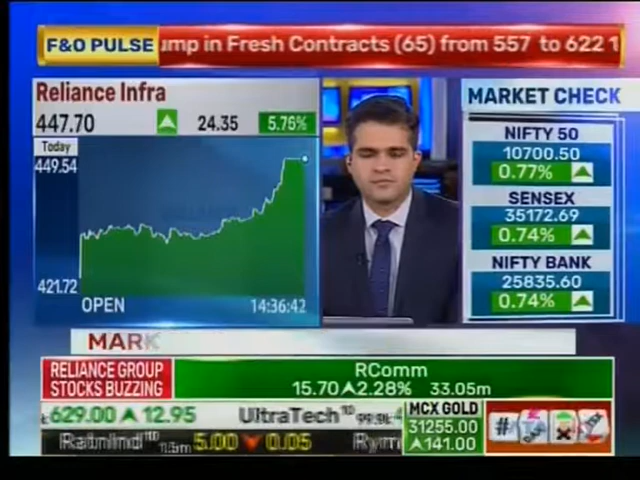 F&O PULSE
ump in Fresh Contracts (65) from 557 to 622 1
Reliance Infra
447.70 24.35 5.76%
Today
449.54
421.72
OPEN 14:36:42
MARKET CHECK
NIFTY 50
10700.50
0.77%
SENSEX
35172.69
0.74%
NIFTY BANK
25835.60
0.74%
MARK
RELIANCE GROUP
STOCKS BUZZING
RComm
15.70 2.28% 33.05m
629.00 12.95 UltraTech
MCX GOLD
31255.00
141.00
RatnInd 5.00 0.05